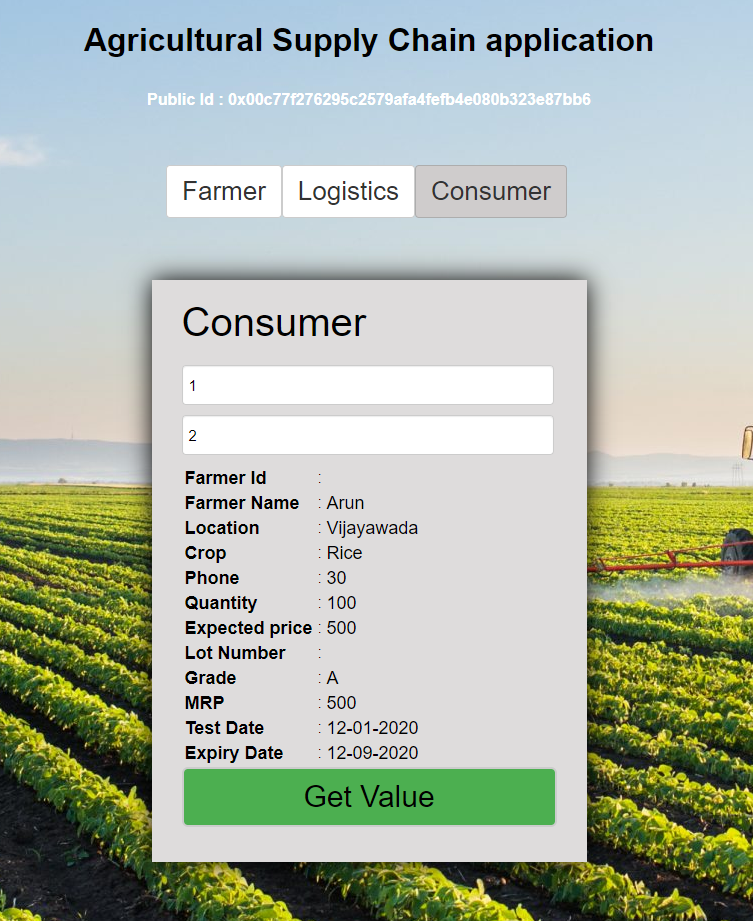 Agricultural Supply Chain application
Public Id : 0x00c77f276295c2579afa4fefb4e080b323e87bb6
Farmer Logistics Consumer
Consumer
1
2
Farmer Id :
Farmer Name : Arun
Location : Vijayawada
Crop : Rice
Phone : 30
Quantity : 100
Expected price : 500
Lot Number :
Grade : A
MRP : 500
Test Date : 12-01-2020
Expiry Date : 12-09-2020
Get Value